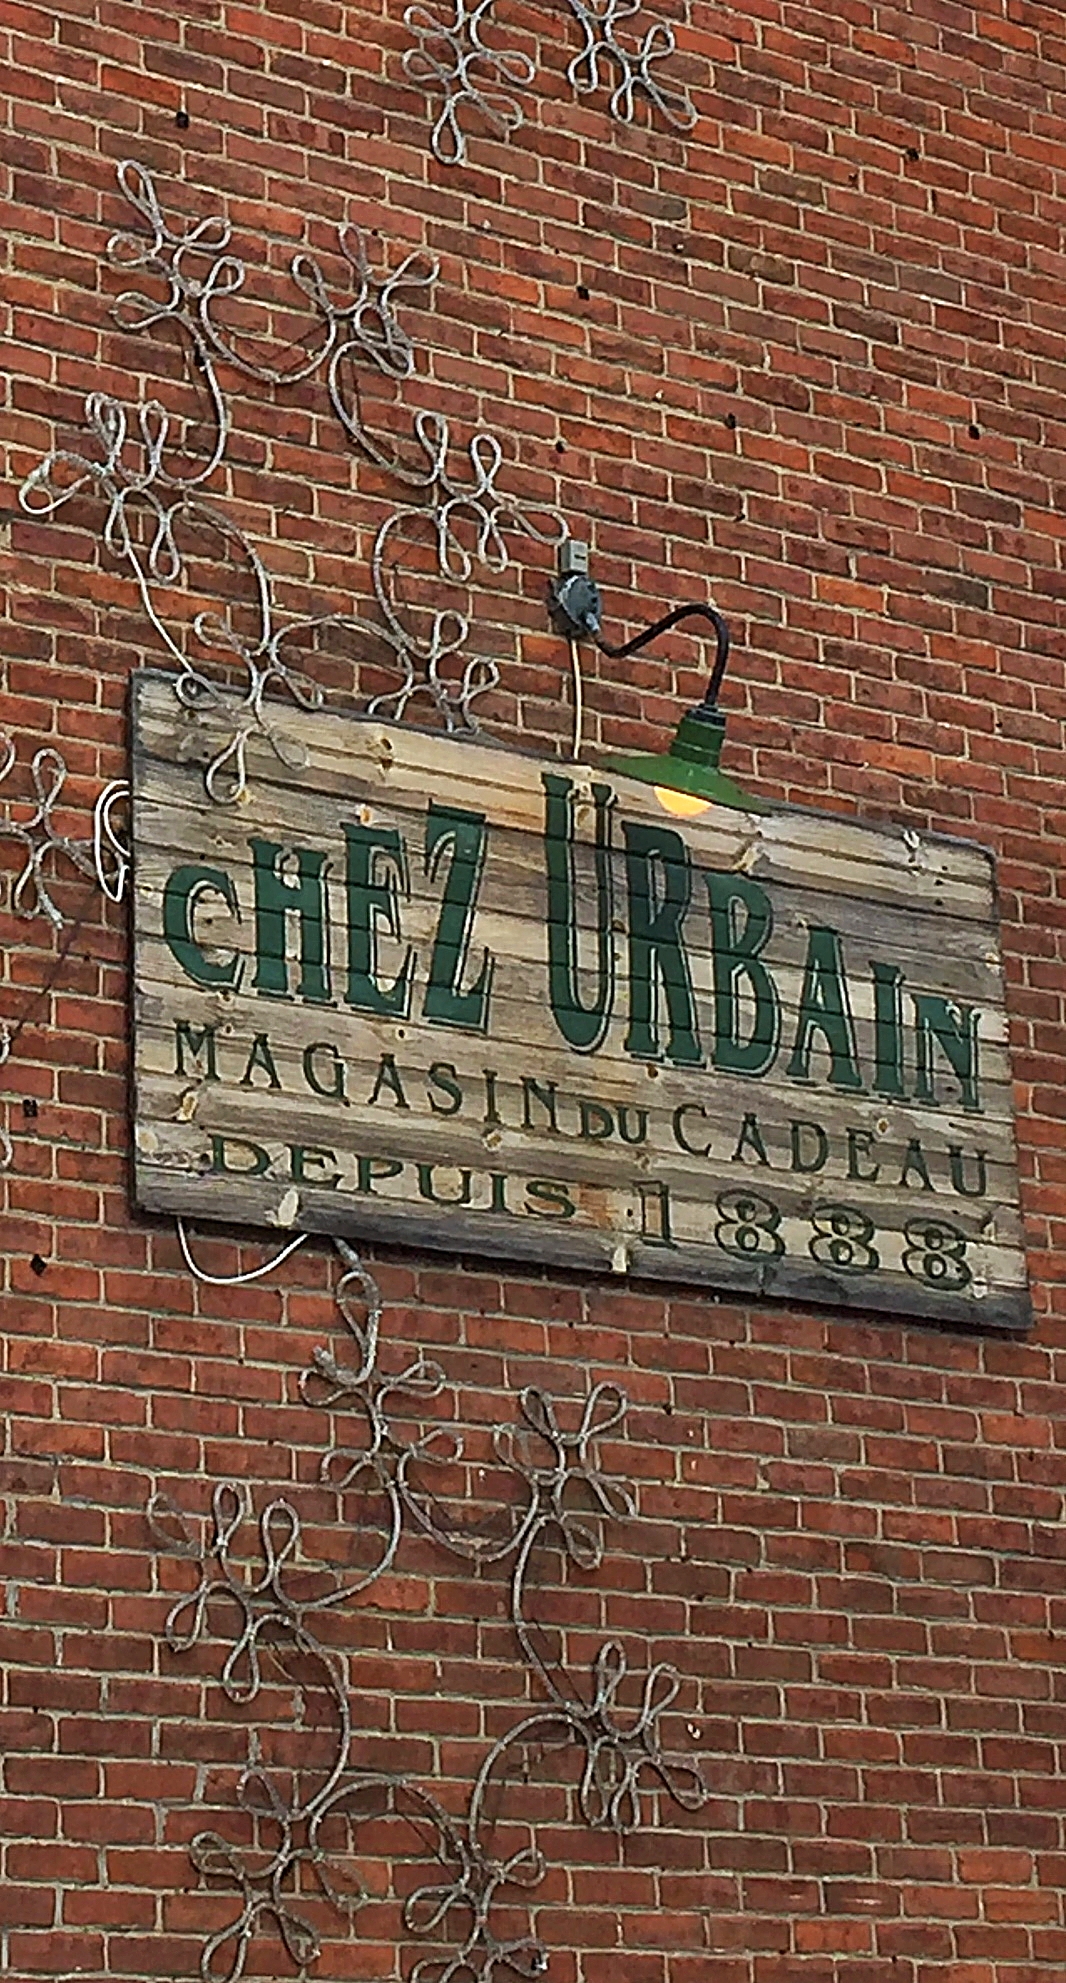 CHEZ URBAIN
MAGASIN DU CADEAU
DEPUIS 1888